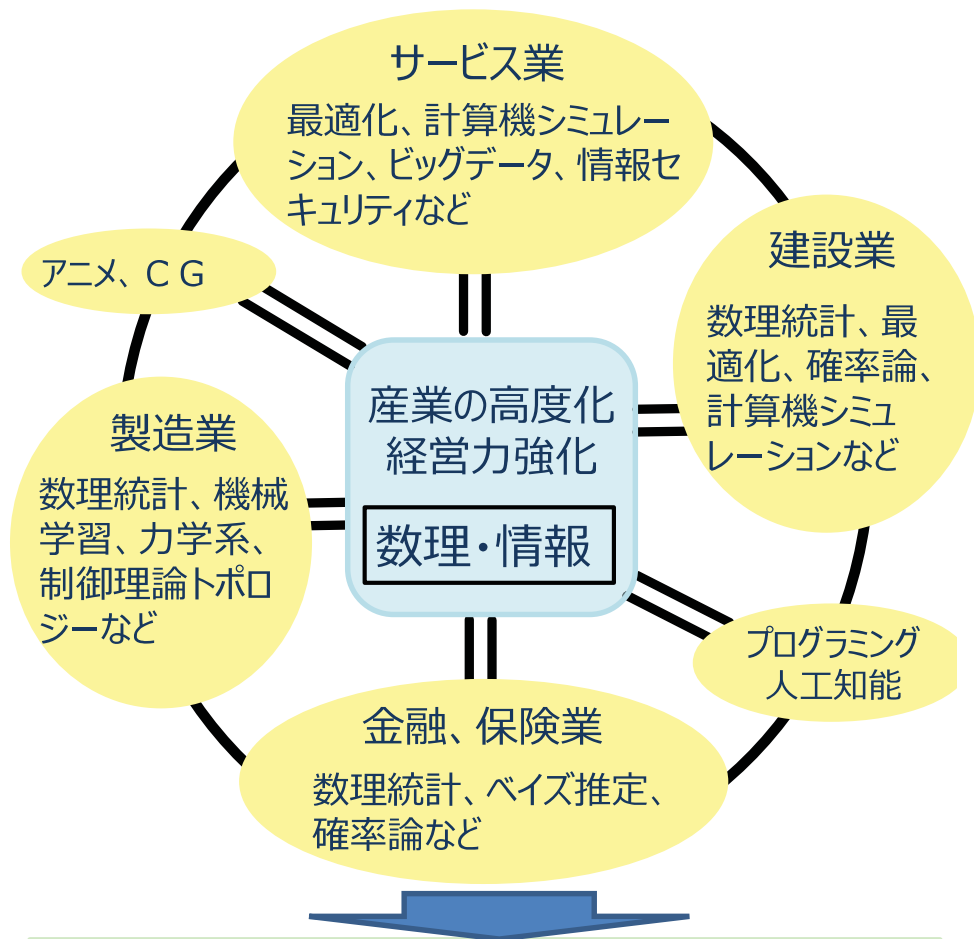 サービス業
最適化、計算機シミュレー
ション、ビッグデータ、情報セ
キュリティなど
アニメ、ＣＧ
建設業
数理統計、最
適化、確率論、
計算機シミュ
レーションなど
産業の高度化
経営力強化
数理・情報
製造業
数理統計、機械
学習、力学系、
制御理論トポロ
ジーなど
プログラミング
人工知能
金融、保険業
数理統計、ベイズ推定、
確率論など